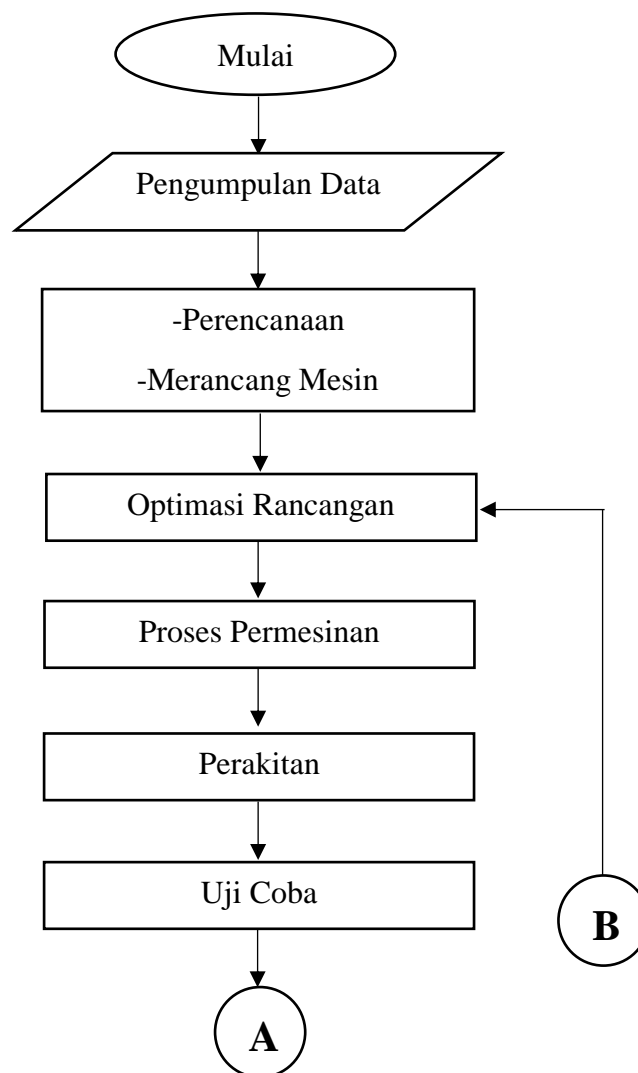 Mulai
Pengumpulan Data
-Perencanaan
-Merancang Mesin
Optimasi Rancangan
Proses Permesinan
Perakitan
Uji Coba
B
A